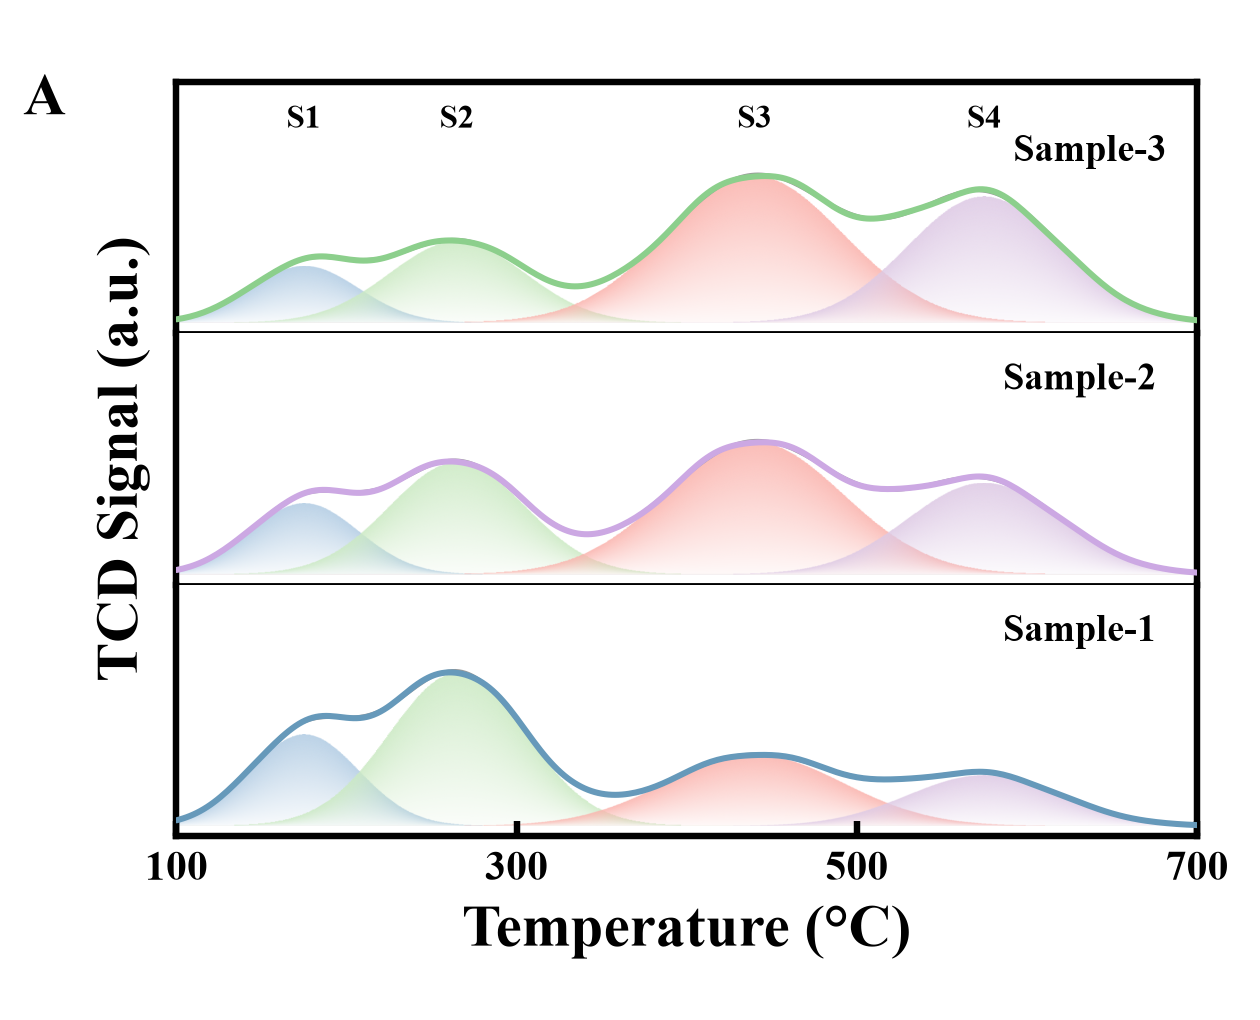 A
S1 S2 S3 S4
Sample-3
Sample-2
Sample-1
TCD Signal (a.u.)
100 300 500 700
Temperature (°C)